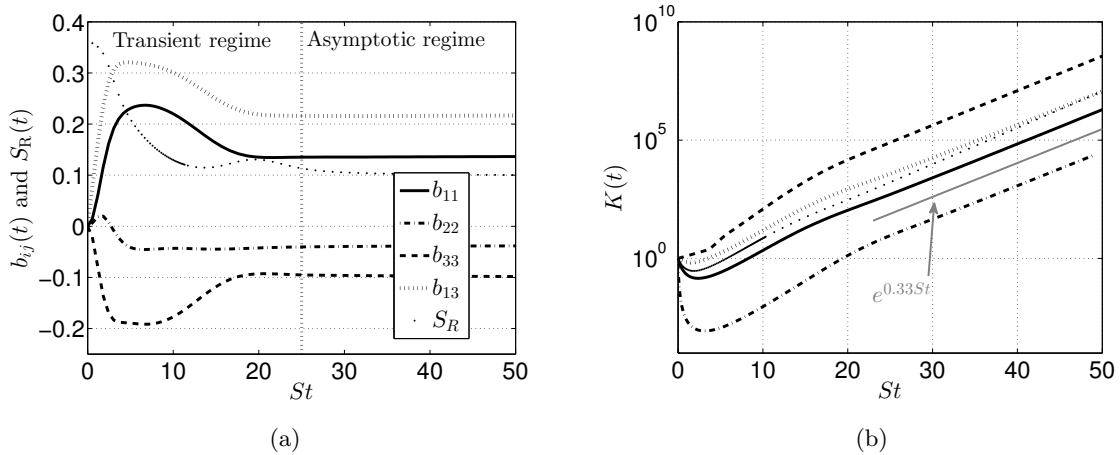 Transient regime
Asymptotic regime
b_{ij}(t) and S_R(t)
0.4
0.3
0.2
0.1
0
−0.1
−0.2
0
10
20
30
40
50
St
b_{11}
b_{22}
b_{33}
b_{13}
S_R
(a)
K(t)
10^{10}
10^{5}
10^{0}
e^{0.33St}
0
10
20
30
40
50
St
(b)